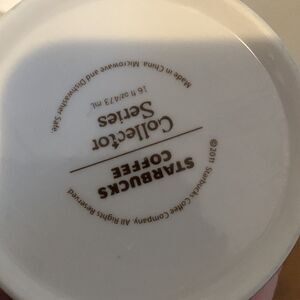 ©2011 Starbucks Coffee Company. All Rights Reserved
STARBUCKS
COFFEE
Collector
Series
16 fl oz/473 mL
Made in China. Microwave and Dishwasher Safe.